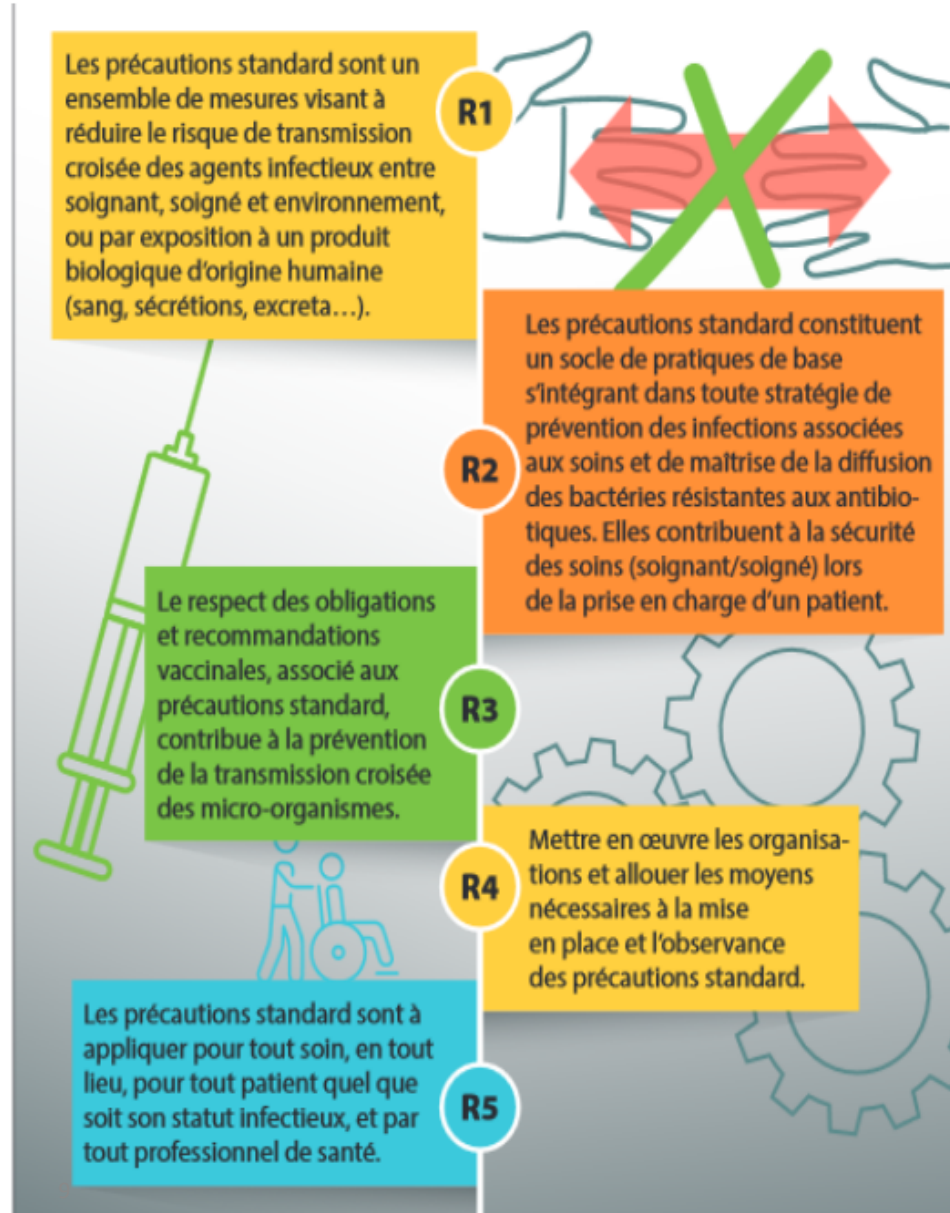 Les précautions standard sont un
ensemble de mesures visant à
réduire le risque de transmission
croisée des agents infectieux entre
soignant, soigné et environnement,
ou par exposition à un produit
biologique d'origine humaine
(sang, sécrétions, excreta…).
R1
Les précautions standard constituent
un socle de pratiques de base
s'intégrant dans toute stratégie de
prévention des infections associées
aux soins et de maîtrise de la diffusion
des bactéries résistantes aux antibio-
tiques. Elles contribuent à la sécurité
des soins (soignant/soigné) lors
de la prise en charge d'un patient.
R2
Le respect des obligations
et recommandations
vaccinales, associé aux
précautions standard,
contribue à la prévention
de la transmission croisée
des micro-organismes.
R3
Mettre en œuvre les organisa-
tions et allouer les moyens
nécessaires à la mise
en place et l'observance
des précautions standard.
R4
Les précautions standard sont à
appliquer pour tout soin, en tout
lieu, pour tout patient quel que
soit son statut infectieux, et par
tout professionnel de santé.
R5